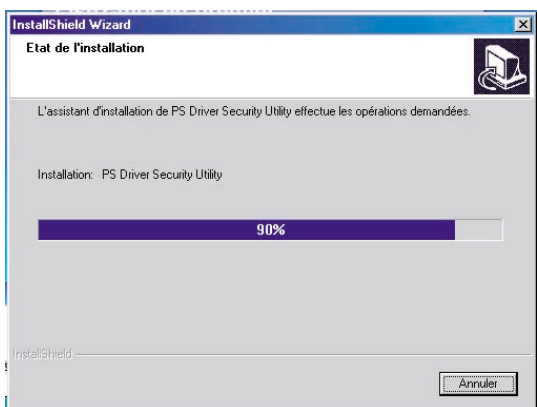 InstallShield Wizard
Etat de l'installation
L'assistant d'installation de PS Driver Security Utility effectue les opérations demandées.
Installation: PS Driver Security Utility
90%
InstallShield
Annuler